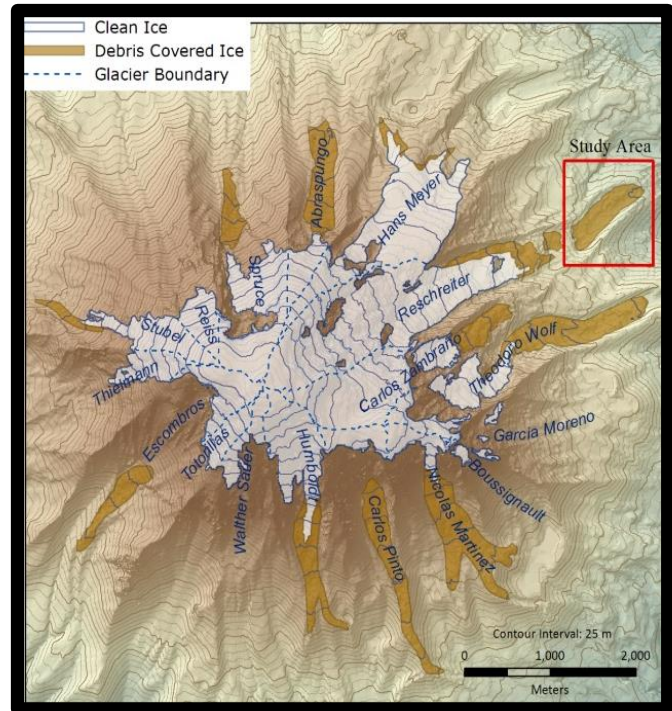 Clean Ice
Debris Covered Ice
Glacier Boundary
Study Area
Abraspungo
Hans Meyer
Spruce
Reschreiter
Reiss
Stubel
Thielmann
Carlos Zambrano
Theodoro Wolf
Escombros
Totorillas
Garcia Moreno
Humboldt
Boussignault
Walther Sauer
Nicolas Martinez
Carlos Pinto
Contour Interval: 25 m
0 1,000 2,000
Meters